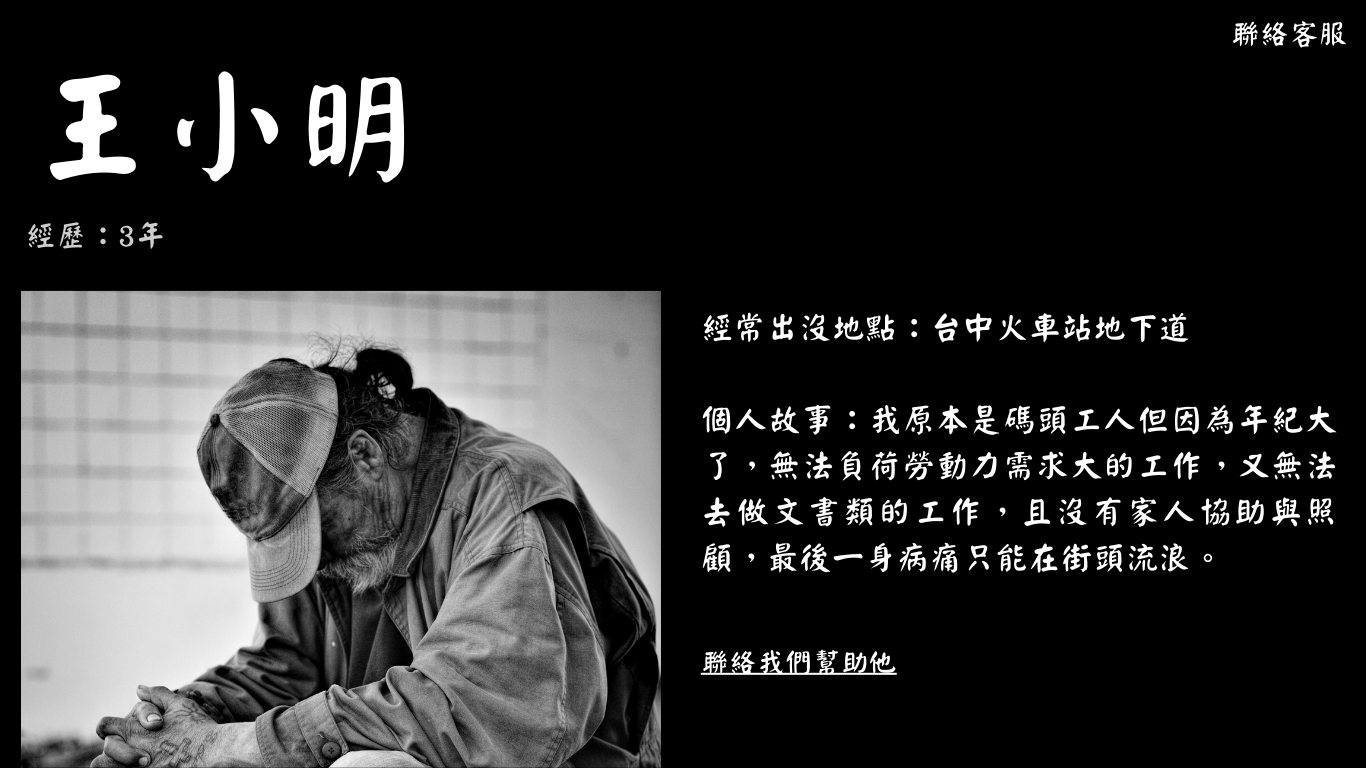 聯絡客服
王小明
經歷：3年
經常出沒地點：台中火車站地下道
個人故事：我原本是碼頭工人但因為年紀大
了，無法負荷勞動力需求大的工作，又無法
去做文書類的工作，且沒有家人協助與照
顧，最後一身病痛只能在街頭流浪。
聯絡我們幫助他